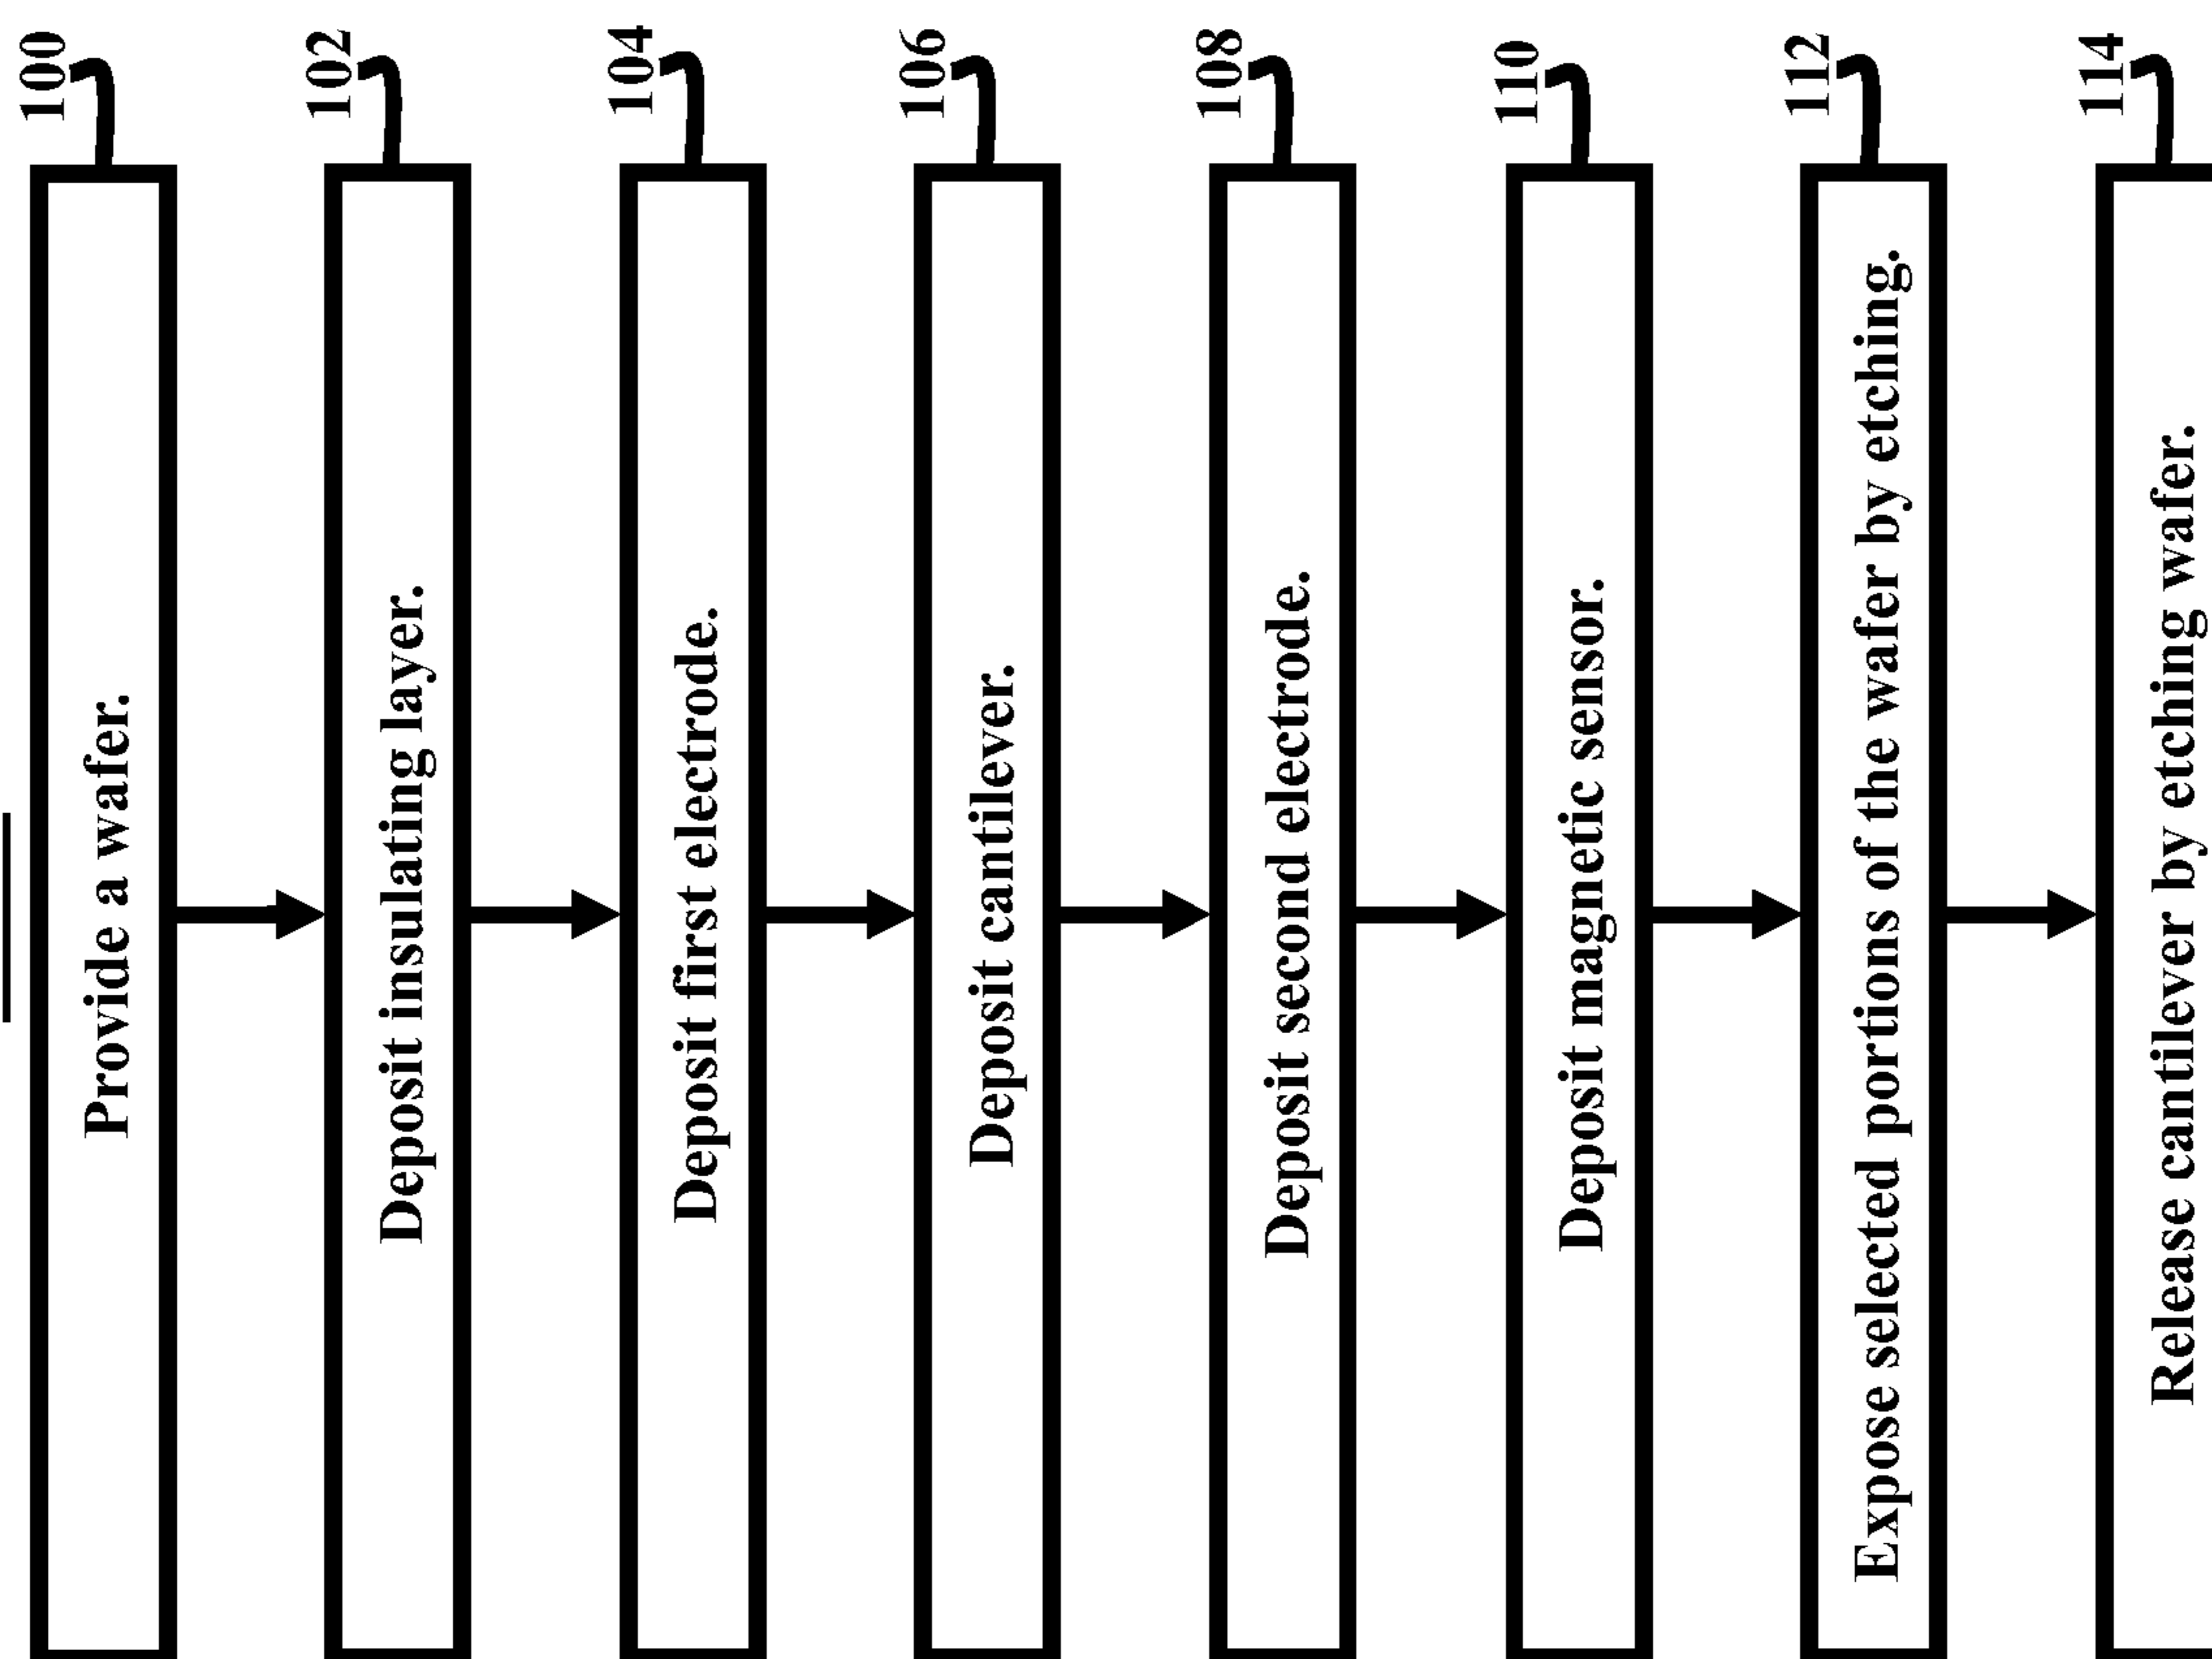 100
Provide a wafer.
102
Deposit insulating layer.
104
Deposit first electrode.
106
Deposit cantilever.
108
Deposit second electrode.
110
Deposit magnetic sensor.
112
Expose selected portions of the wafer by etching.
114
Release cantilever by etching wafer.